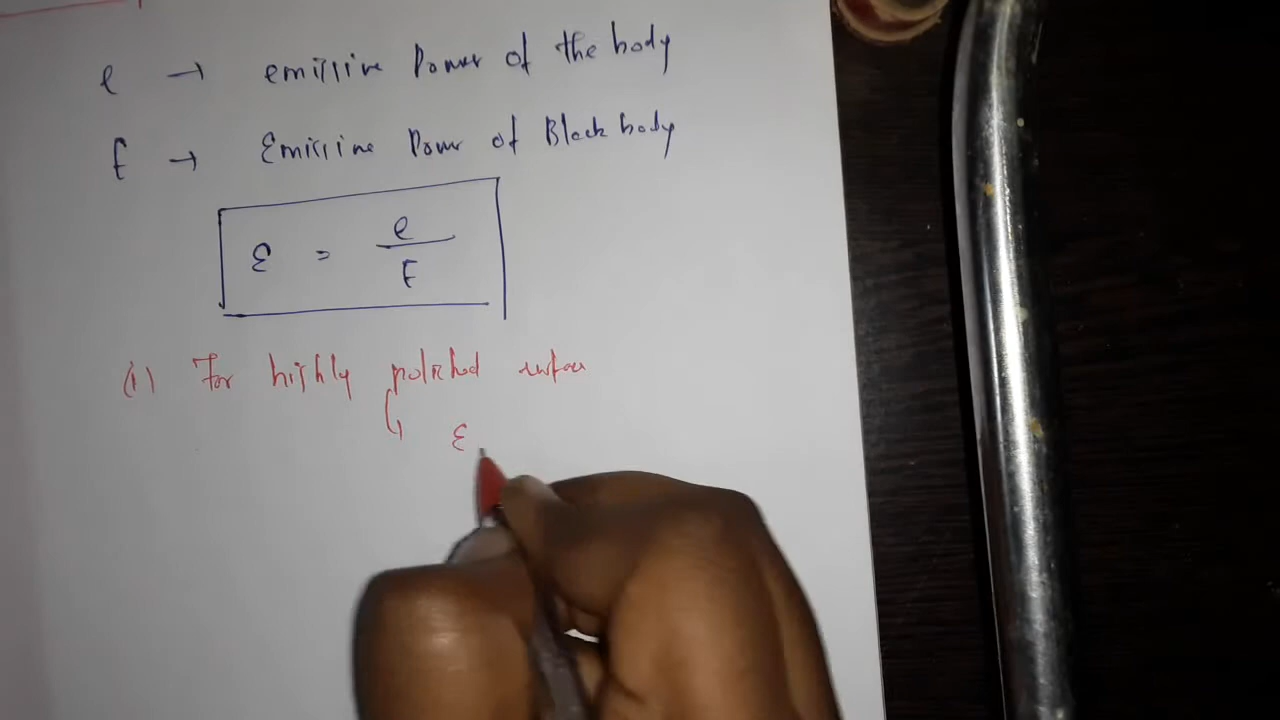 e → emissive Power of the body
E → Emissive Power of Black body
ε = e / E
(1) For highly polished surface
ε